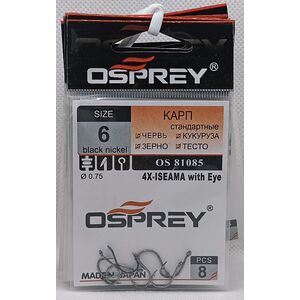 OSPREY®
SIZE
6
black nickel
КАРП
стандартные
ЧЕРВЬ
КУКУРУЗА
ЗЕРНО
ТЕСТО
Ø 0.75
OS 81085
4X-ISEAMA with Eye
OSPREY®
MADE IN JAPAN
PCS
8